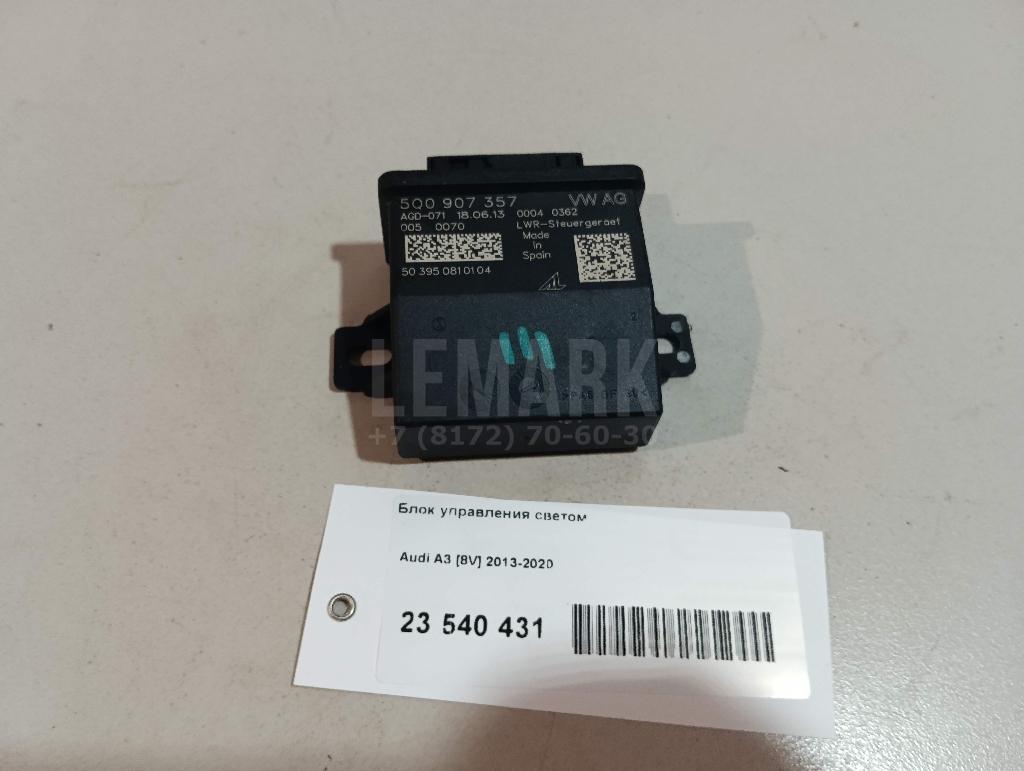 5Q0 907 357 VW AG
AGD-071 18.06.13 0004 0362
005 0070 LWR-Steuergeraet
Made
in
Spain
50 395 0810104
2
LEMARK
+7 (8172) 70-60-30
Блок управления светом
Audi A3 [8V] 2013-2020
23 540 431